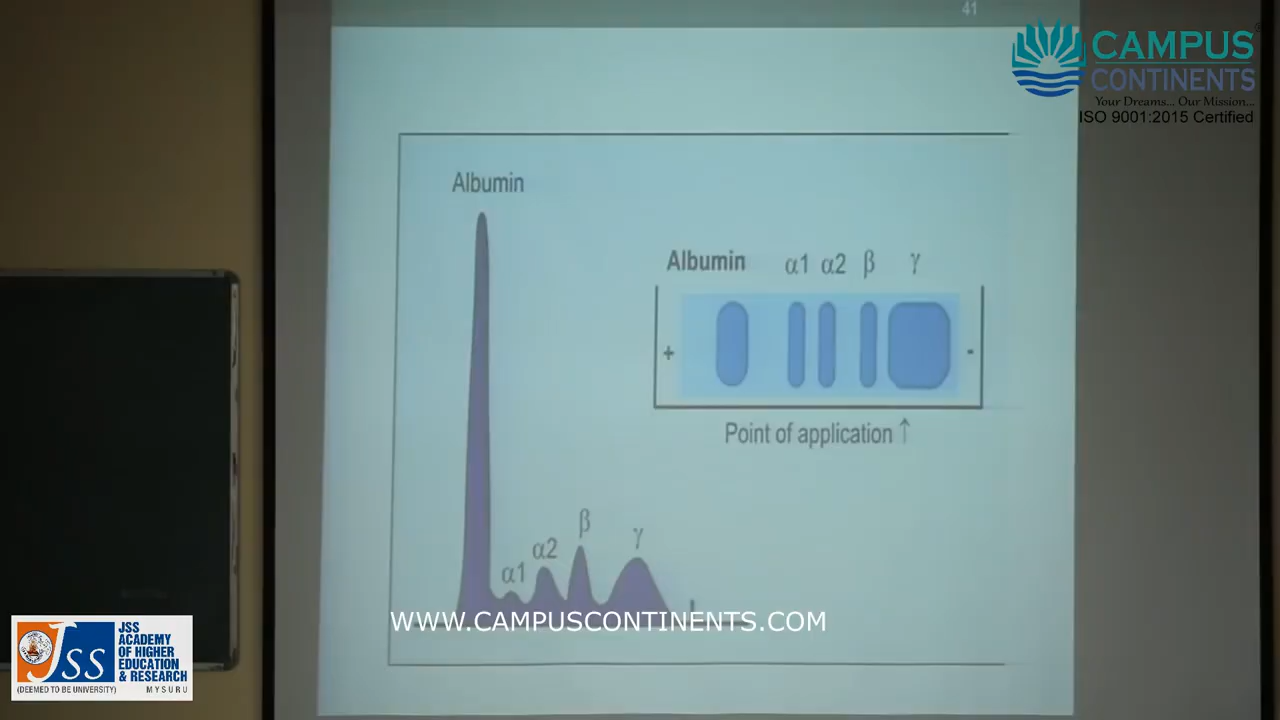 41
CAMPUS
CONTINENTS
Your Dreams... Our Mission...
ISO 9001:2015 Certified
Albumin
Albumin α1 α2 β γ
+ -
Point of application ↑
β
γ
α2
α1
WWW.CAMPUSCONTINENTS.COM
JSS
JSS
ACADEMY
OF HIGHER
EDUCATION
& RESEARCH
(DEEMED TO BE UNIVERSITY) MYSURU